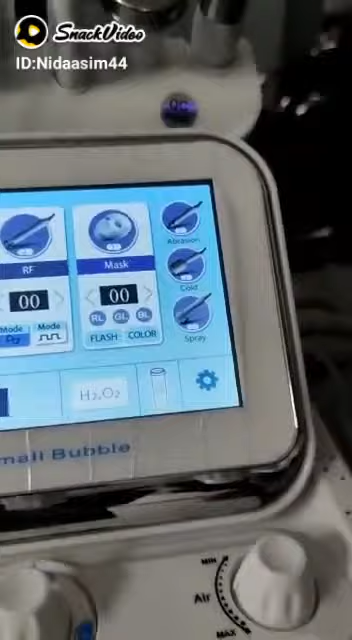 SnackVideo
ID:Nidaasim44
RF
Mask
Abrasion
Cold
Spray
00
00
RL GL BL
Mode
Mode
FLASH COLOR
H₂O₂
mall Bubble
MIN
Air
MAX